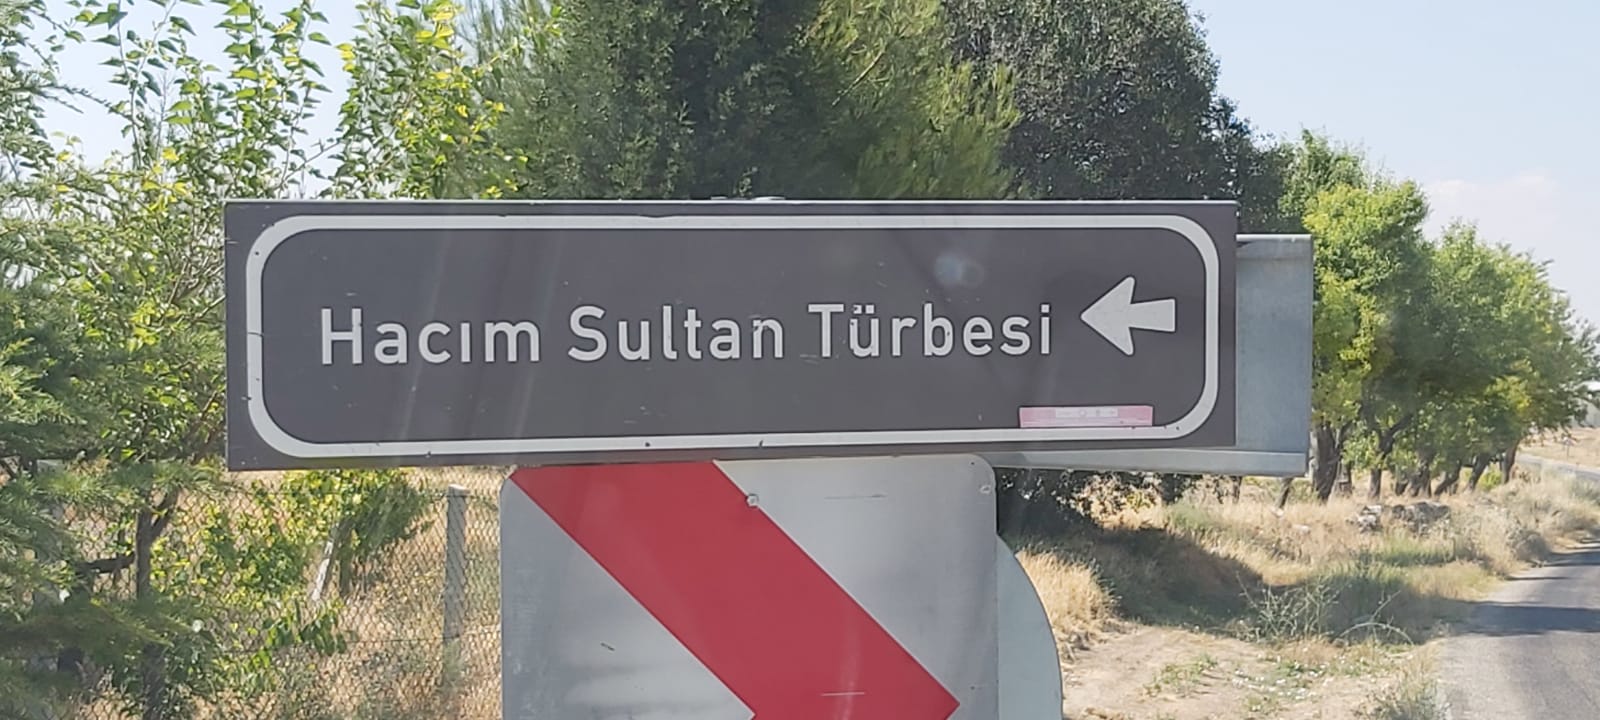 Hacım Sultan Türbesi